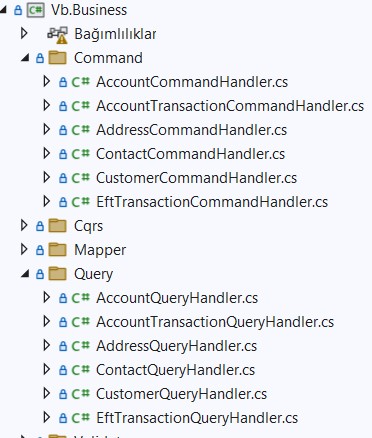 C# Vb.Business
Bağımlılıklar
Command
C# AccountCommandHandler.cs
C# AccountTransactionCommandHandler.cs
C# AddressCommandHandler.cs
C# ContactCommandHandler.cs
C# CustomerCommandHandler.cs
C# EftTransactionCommandHandler.cs
Cqrs
Mapper
Query
C# AccountQueryHandler.cs
C# AccountTransactionQueryHandler.cs
C# AddressQueryHandler.cs
C# ContactQueryHandler.cs
C# CustomerQueryHandler.cs
C# EftTransactionQueryHandler.cs